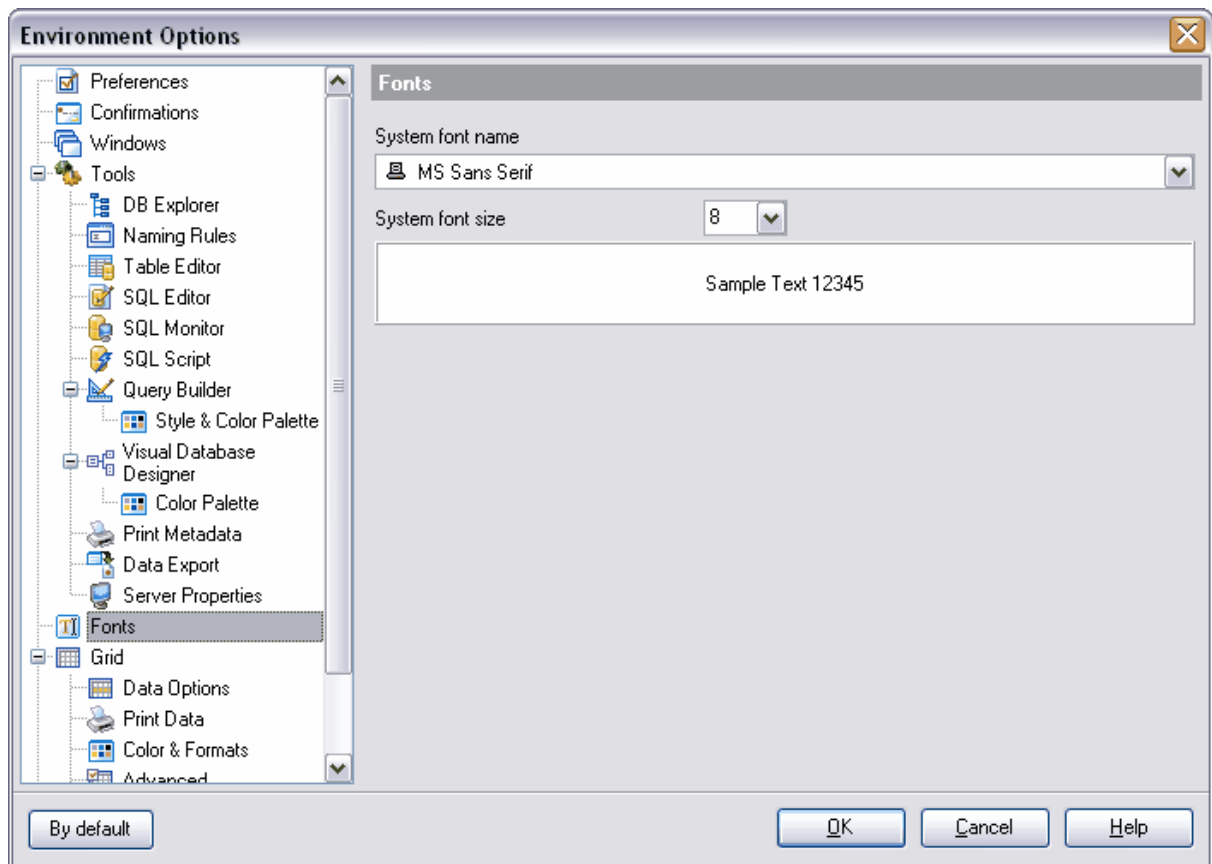 Environment Options
Preferences
Confirmations
Windows
Tools
DB Explorer
Naming Rules
Table Editor
SQL Editor
SQL Monitor
SQL Script
Query Builder
Style & Color Palette
Visual Database
Designer
Color Palette
Print Metadata
Data Export
Server Properties
Fonts
Grid
Data Options
Print Data
Color & Formats
Advanced
Fonts
System font name
MS Sans Serif
System font size
8
Sample Text 12345
By default
OK
Cancel
Help